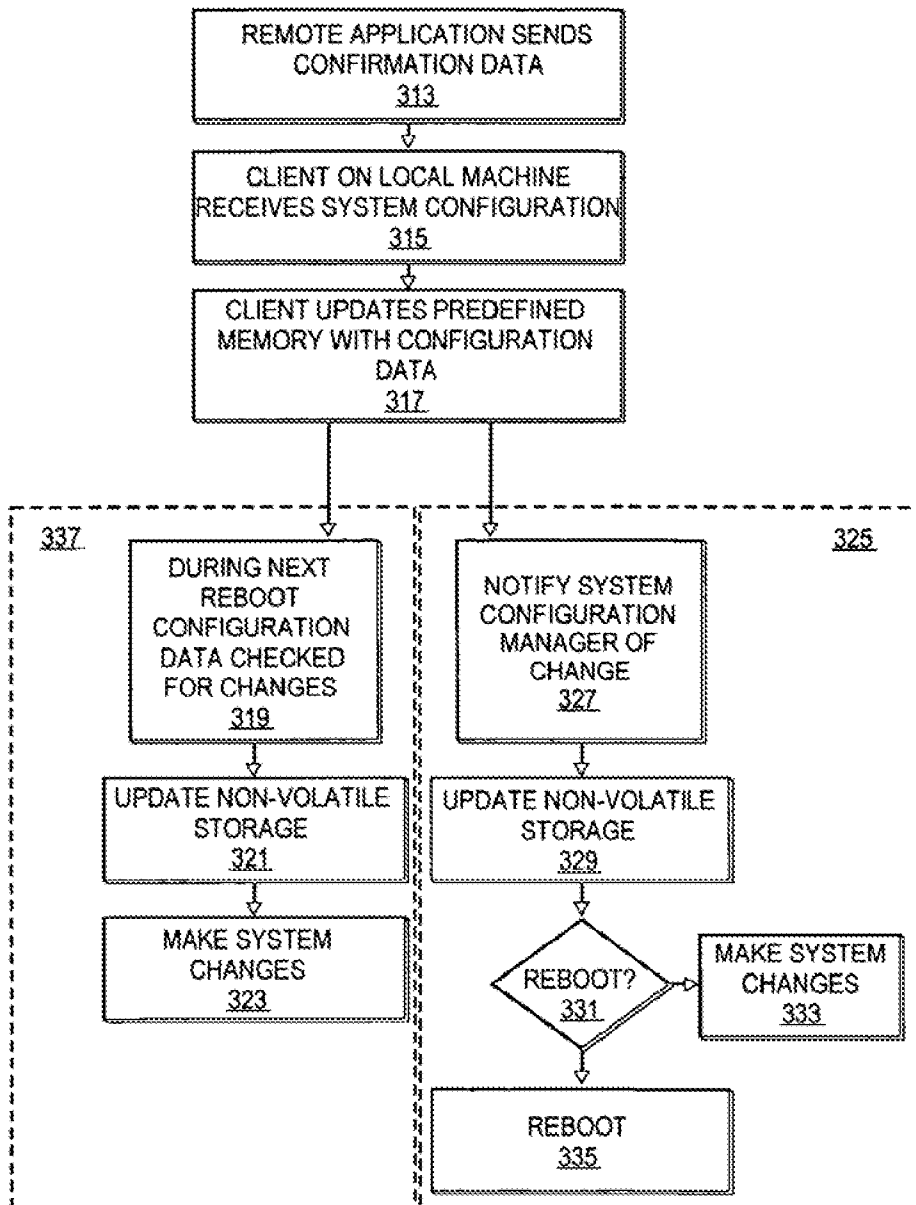 REMOTE APPLICATION SENDS
CONFIRMATION DATA
313
CLIENT ON LOCAL MACHINE
RECEIVES SYSTEM CONFIGURATION
315
CLIENT UPDATES PREDEFINED
MEMORY WITH CONFIGURATION
DATA
317
337
DURING NEXT
REBOOT
CONFIGURATION
DATA CHECKED
FOR CHANGES
319
UPDATE NON-VOLATILE
STORAGE
321
MAKE SYSTEM
CHANGES
323
325
NOTIFY SYSTEM
CONFIGURATION
MANAGER OF
CHANGE
327
UPDATE NON-VOLATILE
STORAGE
329
REBOOT?
331
MAKE SYSTEM
CHANGES
333
REBOOT
335